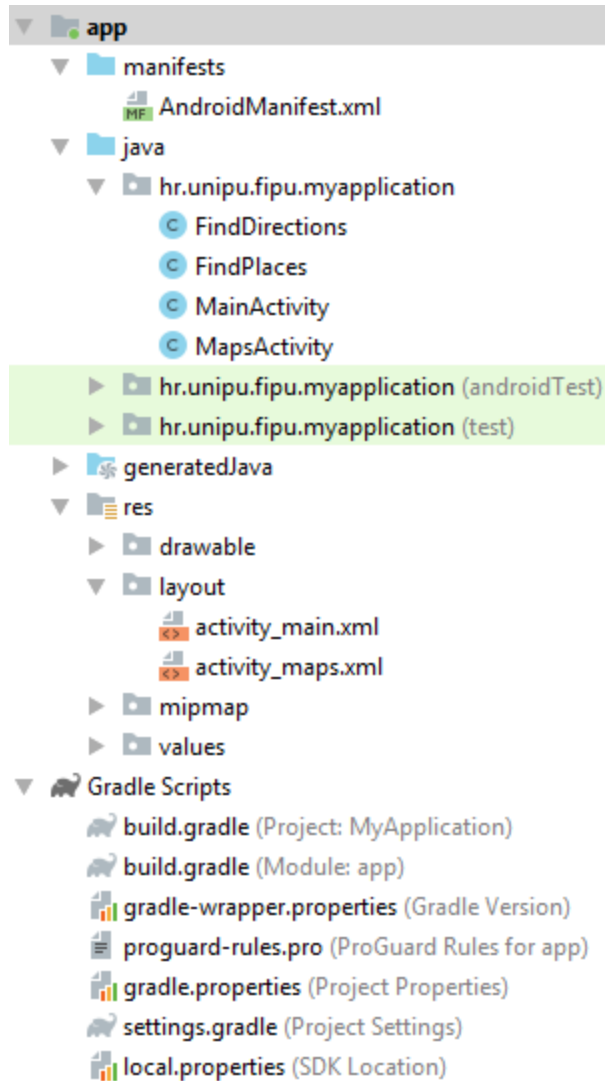 app
manifests
MF AndroidManifest.xml
java
hr.unipu.fipu.myapplication
C FindDirections
C FindPlaces
C MainActivity
C MapsActivity
hr.unipu.fipu.myapplication (androidTest)
hr.unipu.fipu.myapplication (test)
generatedJava
res
drawable
layout
<> activity_main.xml
<> activity_maps.xml
mipmap
values
Gradle Scripts
build.gradle (Project: MyApplication)
build.gradle (Module: app)
gradle-wrapper.properties (Gradle Version)
proguard-rules.pro (ProGuard Rules for app)
gradle.properties (Project Properties)
settings.gradle (Project Settings)
local.properties (SDK Location)